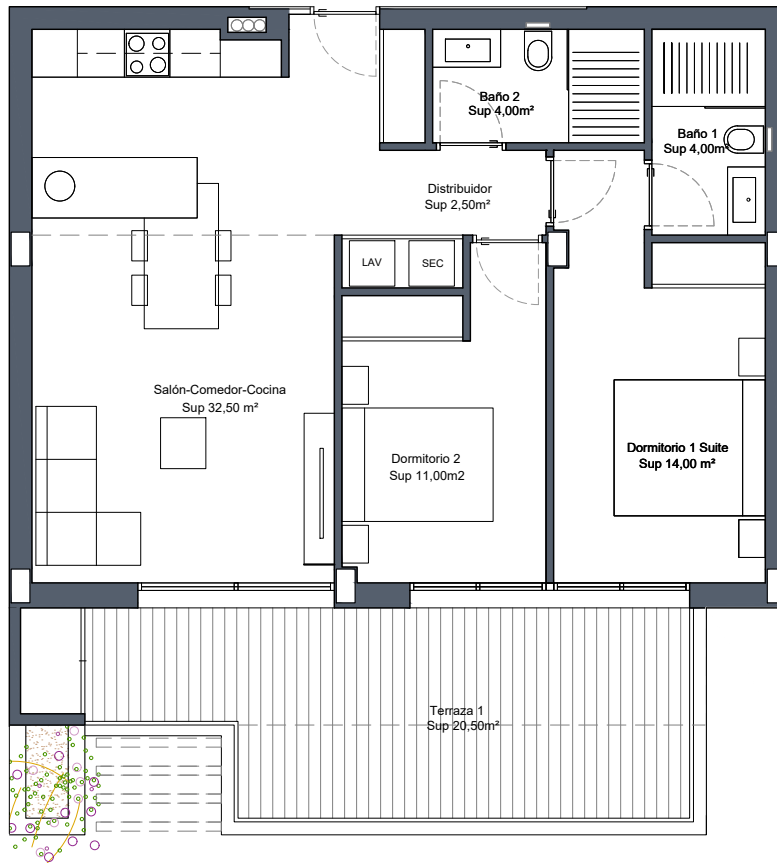 Baño 2
Sup 4,00m²
Baño 1
Sup 4,00m²
Distribuidor
Sup 2,50m²
LAV
SEC
Salón-Comedor-Cocina
Sup 32,50 m²
Dormitorio 2
Sup 11,00m2
Dormitorio 1 Suite
Sup 14,00 m²
Terraza 1
Sup 20,50m²